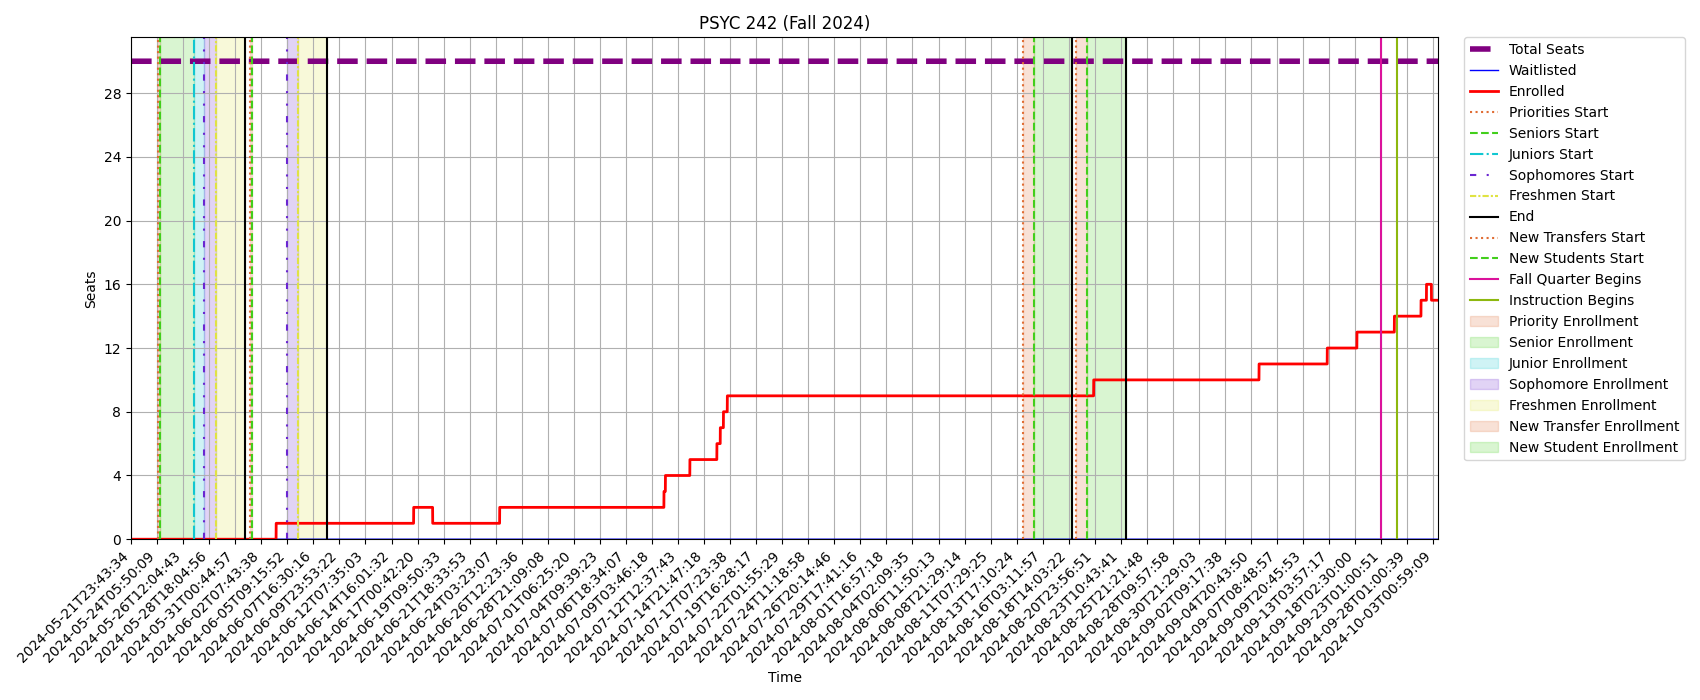 PSYC 242 (Fall 2024)
Seats
28
24
20
16
12
8
4
0
2024-05-21T23:43:34
2024-05-24T05:50:09
2024-05-26T12:04:43
2024-05-28T18:04:56
2024-05-31T00:44:57
2024-06-02T07:43:38
2024-06-05T09:15:52
2024-06-07T16:30:16
2024-06-09T23:53:22
2024-06-12T07:35:03
2024-06-14T16:01:32
2024-06-17T00:42:20
2024-06-19T09:50:33
2024-06-21T18:33:53
2024-06-24T03:23:07
2024-06-26T12:23:36
2024-06-28T21:09:08
2024-07-01T06:25:20
2024-07-04T09:39:23
2024-07-06T18:34:07
2024-07-09T03:46:18
2024-07-12T12:37:43
2024-07-14T21:47:18
2024-07-17T07:23:38
2024-07-19T16:28:17
2024-07-22T01:55:29
2024-07-24T11:18:58
2024-07-26T20:14:46
2024-07-29T17:41:16
2024-08-01T16:57:18
2024-08-04T02:09:35
2024-08-06T11:50:13
2024-08-08T21:29:14
2024-08-11T07:29:25
2024-08-13T17:10:24
2024-08-16T03:11:57
2024-08-18T14:03:22
2024-08-20T23:56:51
2024-08-23T10:43:41
2024-08-25T21:21:48
2024-08-28T09:57:58
2024-08-30T21:29:03
2024-09-02T09:17:38
2024-09-04T20:43:50
2024-09-07T08:48:57
2024-09-09T20:45:53
2024-09-13T03:57:17
2024-09-18T02:30:00
2024-09-23T01:00:51
2024-09-28T01:00:39
2024-10-03T00:59:09
Time
Total Seats
Waitlisted
Enrolled
Priorities Start
Seniors Start
Juniors Start
Sophomores Start
Freshmen Start
End
New Transfers Start
New Students Start
Fall Quarter Begins
Instruction Begins
Priority Enrollment
Senior Enrollment
Junior Enrollment
Sophomore Enrollment
Freshmen Enrollment
New Transfer Enrollment
New Student Enrollment